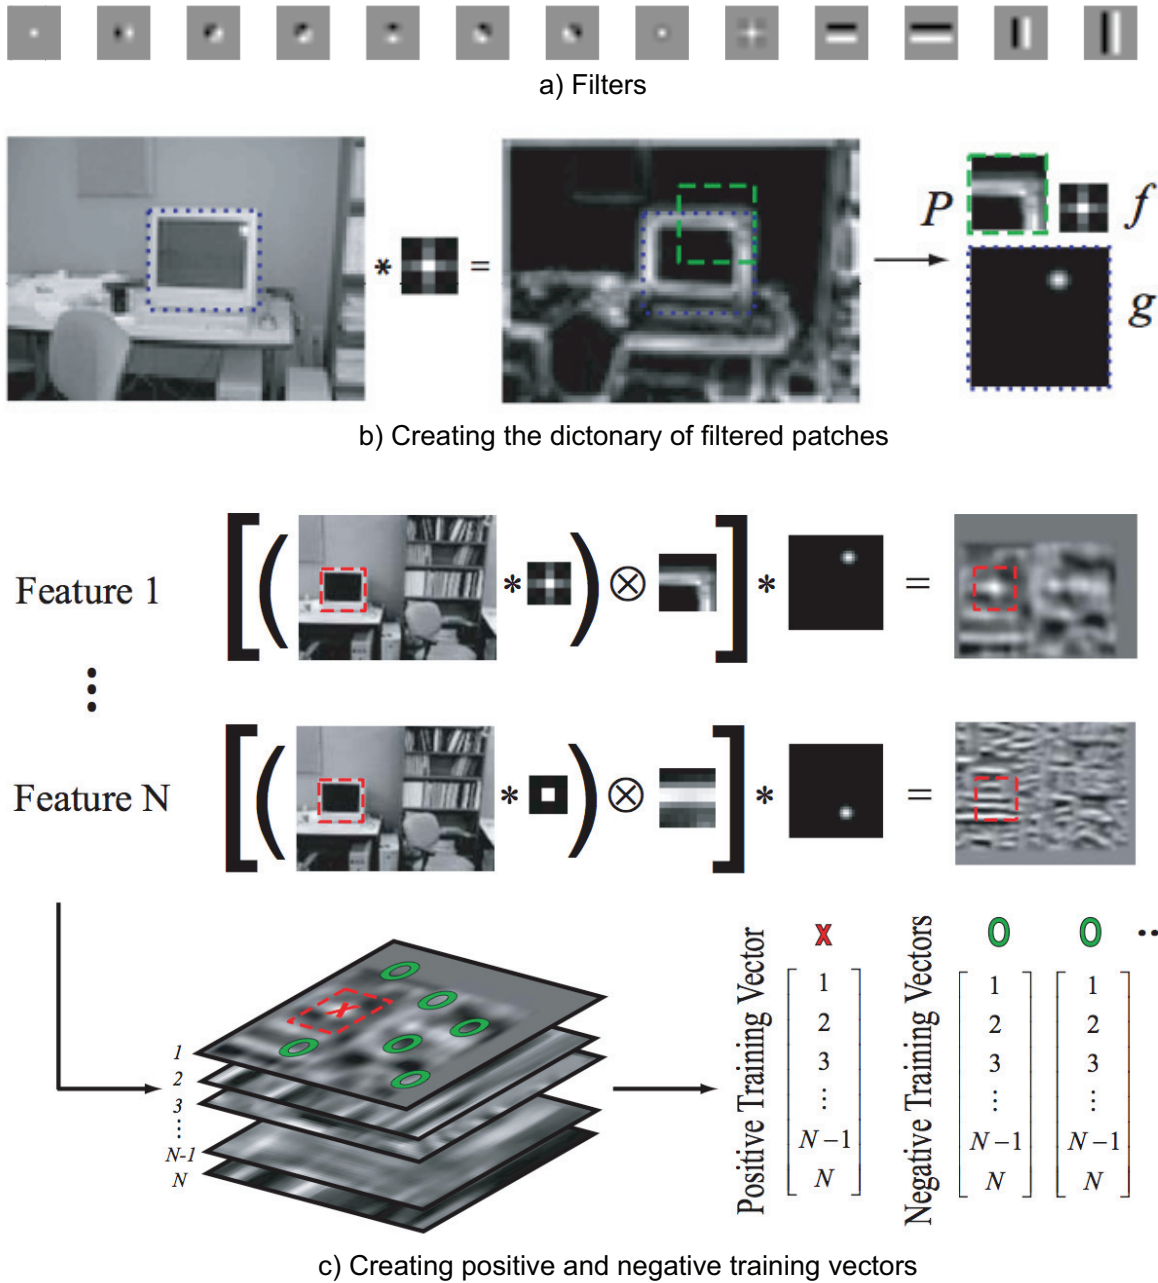 a) Filters
* =
P f
g
b) Creating the dictonary of filtered patches
Feature 1 [( * ) ⊗ ] * =
⋮
Feature N [( * ) ⊗ ] * =
X
1
2
3
⋮
N-1
N
Positive Training Vector
X
1
2
3
⋮
N−1
N
Negative Training Vectors
O O ..
1 1
2 2
3 3
⋮ ⋮
N−1 N−1
N N
c) Creating positive and negative training vectors